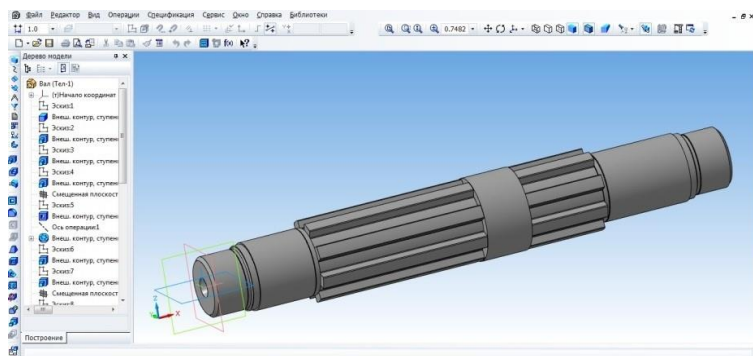 Файл Редактор Вид Операции Спецификация Сервис Окно Справка Библиотеки
1.0 0.7482
f(x)
Дерево модели
Вал (Тел-1)
(т)Начало координат
Эскиз1
Внеш. контур, ступен
Эскиз2
Внеш. контур, ступен
Эскиз3
Внеш. контур, ступен
Эскиз4
Внеш. контур, ступен
Смещенная плоскост
Эскиз5
Внеш. контур, ступен
Ось операции1
Внеш. контур, ступен
Эскиз6
Внеш. контур, ступен
Эскиз7
Внеш. контур, ступен
Смещенная плоскост
Эскиз8
Z
Y X
Построение